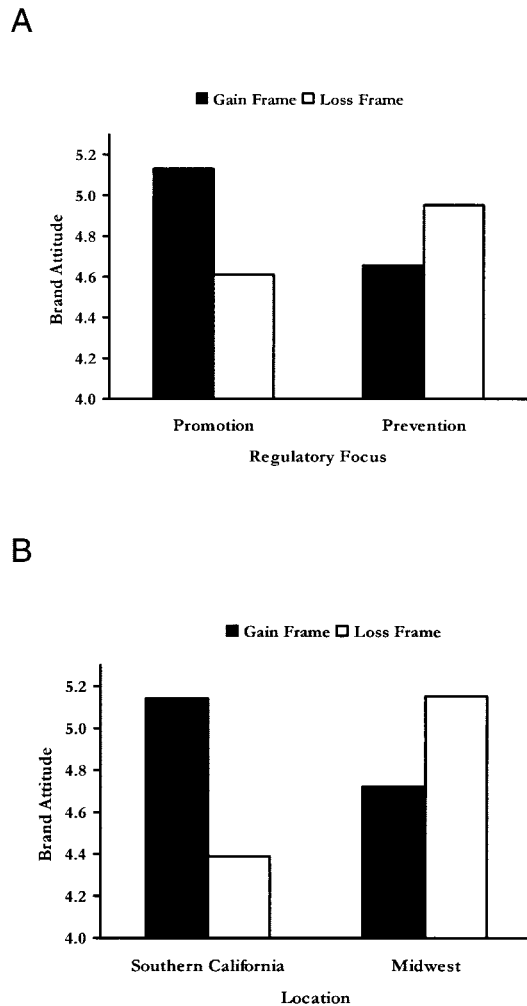 A
■ Gain Frame □ Loss Frame
5.2
5.0
4.8
4.6
4.4
4.2
4.0
Brand Attitude
Promotion Prevention
Regulatory Focus
B
■ Gain Frame □ Loss Frame
5.2
5.0
4.8
4.6
4.4
4.2
4.0
Brand Attitude
Southern California Midwest
Location